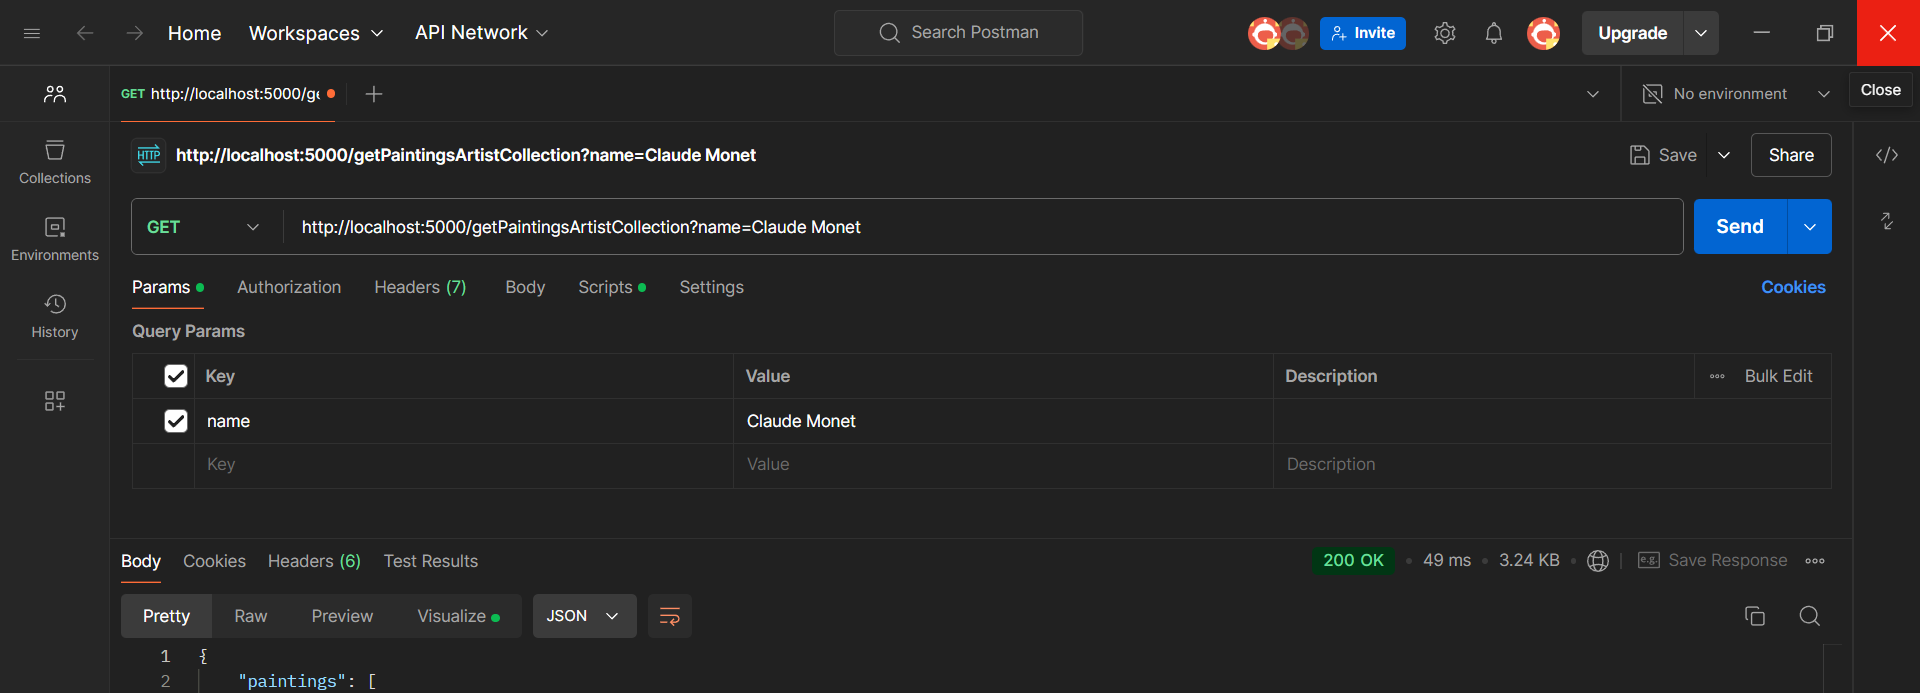 Home Workspaces API Network Search Postman Invite Upgrade
GET http://localhost:5000/ge No environment Close
HTTP http://localhost:5000/getPaintingsArtistCollection?name=Claude Monet Save Share
GET http://localhost:5000/getPaintingsArtistCollection?name=Claude Monet Send
Collections
Environments
History
Params Authorization Headers (7) Body Scripts Settings Cookies
Query Params
Key Value Description Bulk Edit
name Claude Monet
Key Value Description
Body Cookies Headers (6) Test Results 200 OK 49 ms 3.24 KB e.g. Save Response
Pretty Raw Preview Visualize JSON
1 {
2 "paintings": [